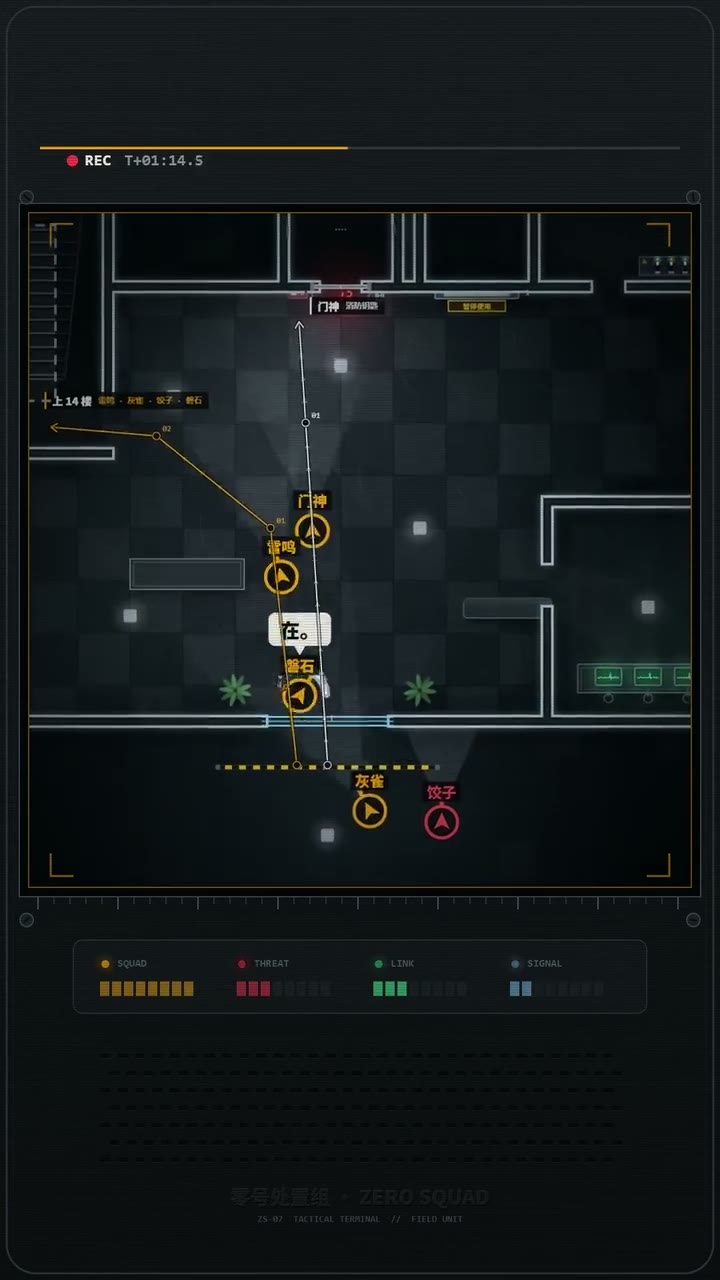 REC T+01:14.5
门神 消防钥匙
暂停使用
上14楼 雷鸣·灰雀·饺子·磐石
02
01
门神
01
雷鸣
在。
磐石
灰雀
饺子
SQUAD THREAT LINK SIGNAL
零号处置组 · ZERO SQUAD
ZS-07 TACTICAL TERMINAL // FIELD UNIT